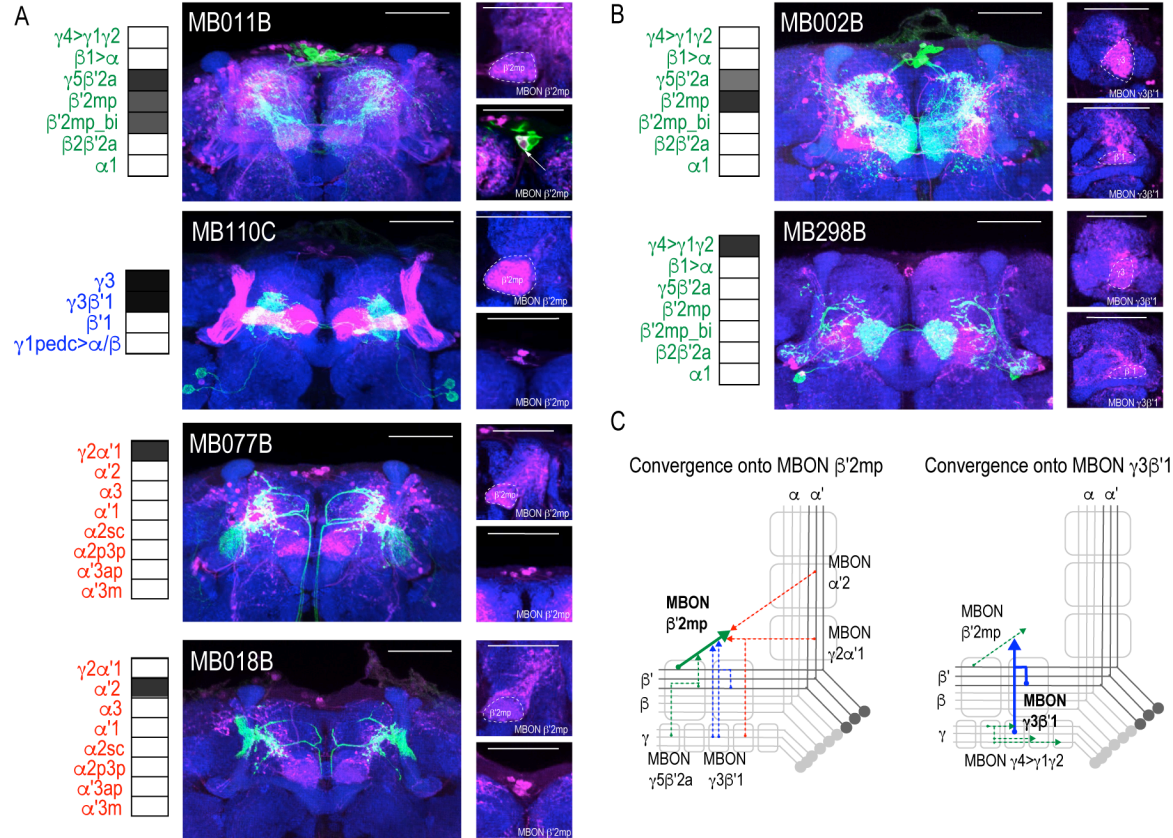 A
MB011B
γ4>γ1γ2
β1>α
γ5β'2a
β'2mp
β'2mp_bi
β2β'2a
α1
β'2mp
MBON β'2mp
MBON β'2mp
MB110C
γ3
γ3β'1
β'1
γ1pedc>α/β
β'2mp
MBON β'2mp
MBON β'2mp
MB077B
γ2α'1
α'2
α3
α'1
α2sc
α2p3p
α'3ap
α'3m
β'2mp
MBON β'2mp
MBON β'2mp
MB018B
γ2α'1
α'2
α3
α'1
α2sc
α2p3p
α'3ap
α'3m
β'2mp
MBON β'2mp
MBON β'2mp
B
MB002B
γ4>γ1γ2
β1>α
γ5β'2a
β'2mp
β'2mp_bi
β2β'2a
α1
γ3
MBON γ3β'1
β'1
MBON γ3β'1
MB298B
γ4>γ1γ2
β1>α
γ5β'2a
β'2mp
β'2mp_bi
β2β'2a
α1
γ3
MBON γ3β'1
β'1
MBON γ3β'1
C
Convergence onto MBON β'2mp
α α'
MBON
α'2
MBON
β'2mp
MBON
γ2α'1
β'
β
γ
MBON
γ5β'2a
MBON
γ3β'1
Convergence onto MBON γ3β'1
α α'
MBON
β'2mp
β'
β
MBON
γ3β'1
γ
MBON γ4>γ1γ2